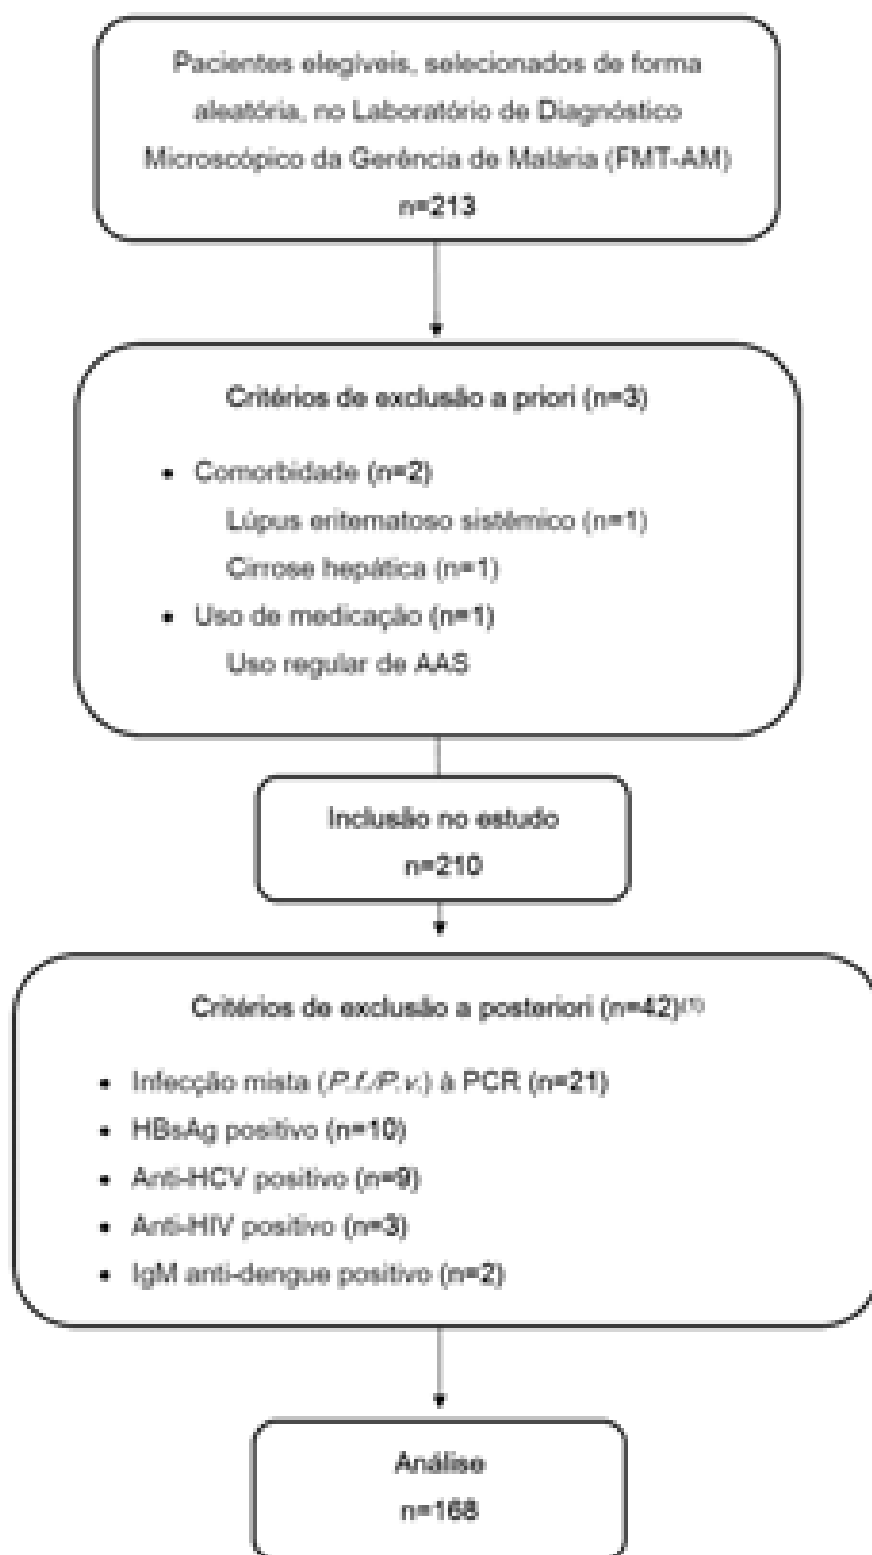 Pacientes elegíveis, selecionados de forma
aleatória, no Laboratório de Diagnóstico
Microscópico da Gerência de Malária (FMT-AM)
n=213
Critérios de exclusão a priori (n=3)
• Comorbidade (n=2)
Lúpus eritematoso sistêmico (n=1)
Cirrose hepática (n=1)
• Uso de medicação (n=1)
Uso regular de AAS
Inclusão no estudo
n=210
Critérios de exclusão a posteriori (n=42)(1)
• Infecção mista (P.f./P.v.) à PCR (n=21)
• HBsAg positivo (n=10)
• Anti-HCV positivo (n=9)
• Anti-HIV positivo (n=3)
• IgM anti-dengue positivo (n=2)
Análise
n=168